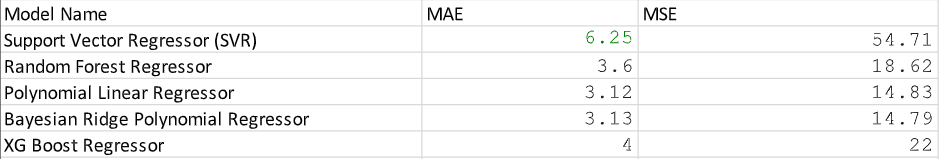 Model Name MAE MSE
Support Vector Regressor (SVR) 6.25 54.71
Random Forest Regressor 3.6 18.62
Polynomial Linear Regressor 3.12 14.83
Bayesian Ridge Polynomial Regressor 3.13 14.79
XG Boost Regressor 4 22